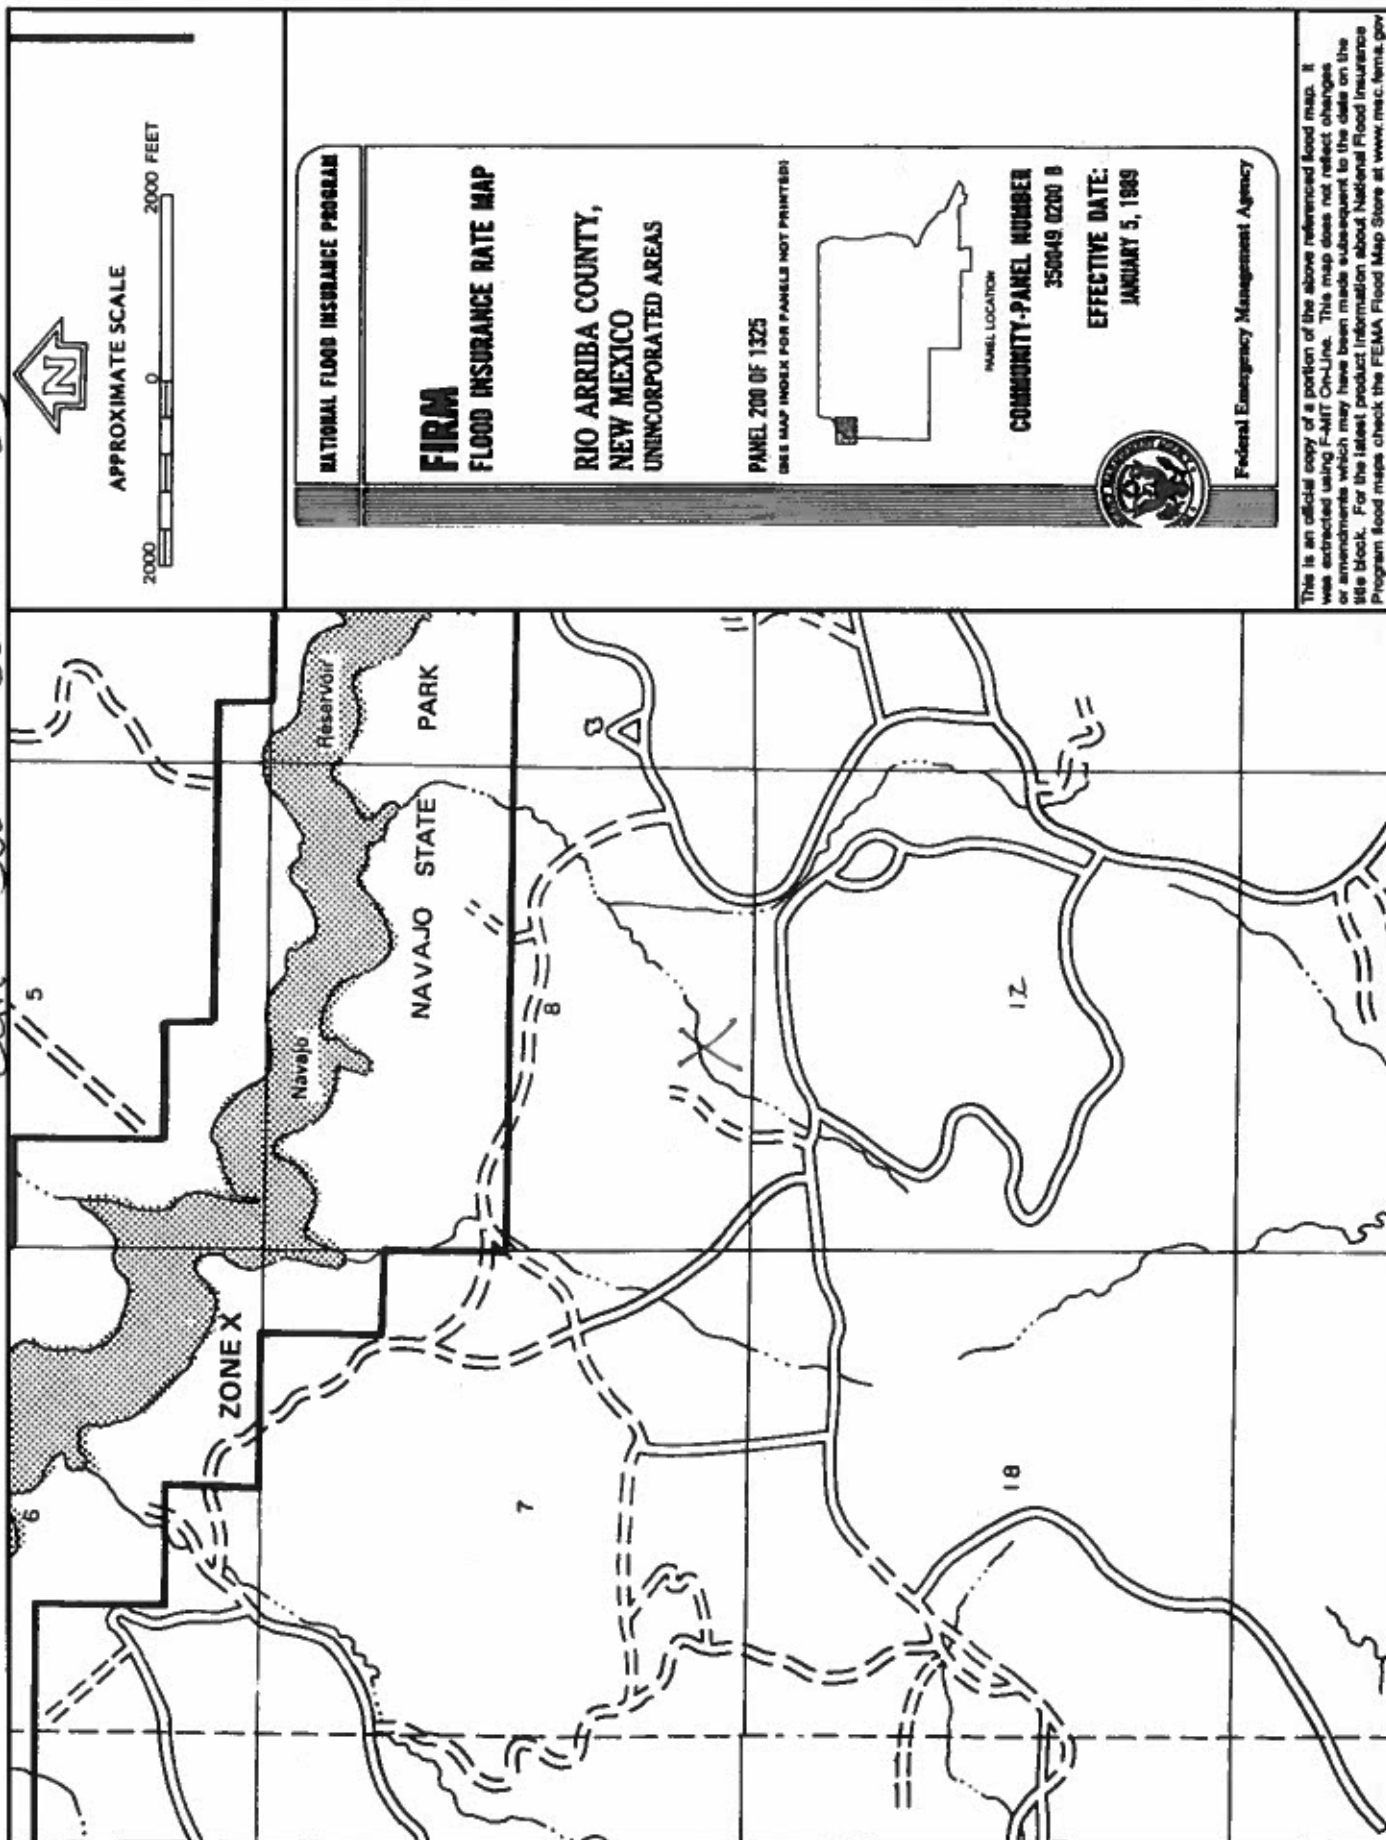 APPROXIMATE SCALE
2000 0 2000 FEET
N
NATIONAL FLOOD INSURANCE PROGRAM
FIRM
FLOOD INSURANCE RATE MAP
RIO ARRIBA COUNTY,
NEW MEXICO
UNINCORPORATED AREAS
PANEL 200 OF 1325
(SEE MAP INDEX FOR PANELS NOT PRINTED)
PANEL LOCATION
COMMUNITY-PANEL NUMBER
350049 0200 B
EFFECTIVE DATE:
JANUARY 5, 1989
Federal Emergency Management Agency
This is an official copy of a portion of the above referenced flood map. It
was extracted using F-MIT On-Line. This map does not reflect changes
or amendments which may have been made subsequent to the date on the
title block. For the latest product information about National Flood Insurance
Program flood maps check the FEMA Flood Map Store at www.msc.fema.gov
5
6
ZONE X
Navajo
Reservoir
NAVAJO STATE PARK
7
8
12
18